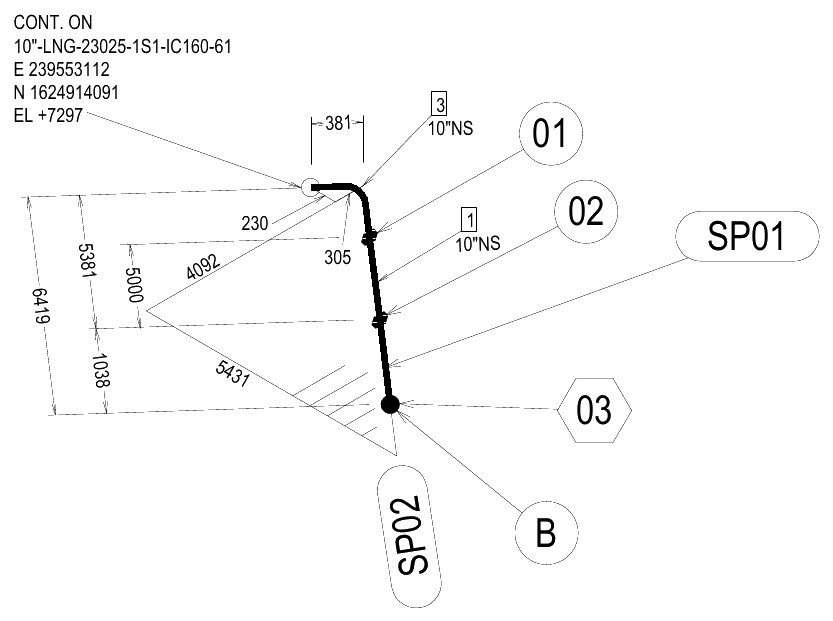 CONT. ON
10"-LNG-23025-1S1-IC160-61
E 239553112
N 1624914091
EL +7297
381
3
10"NS
01
02
1
10"NS
SP01
230
305
4092
5381
5000
6419
1038
5431
03
B
SP02